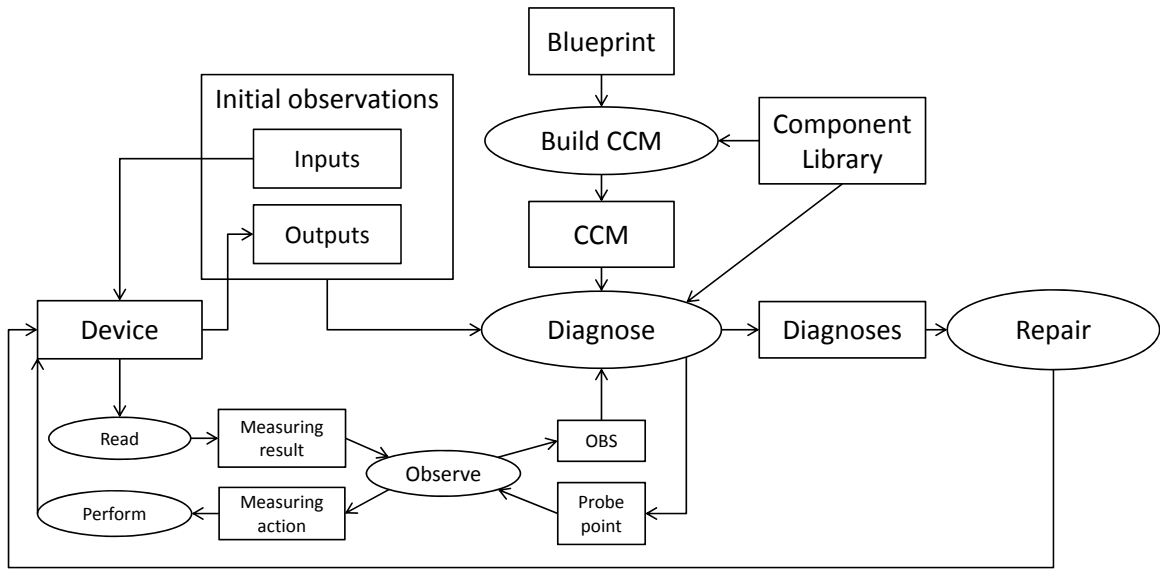 Blueprint
Initial observations
Build CCM
Component
Library
Inputs
Outputs
CCM
Device
Diagnose
Diagnoses
Repair
Read
Measuring
result
Observe
OBS
Perform
Measuring
action
Probe
point